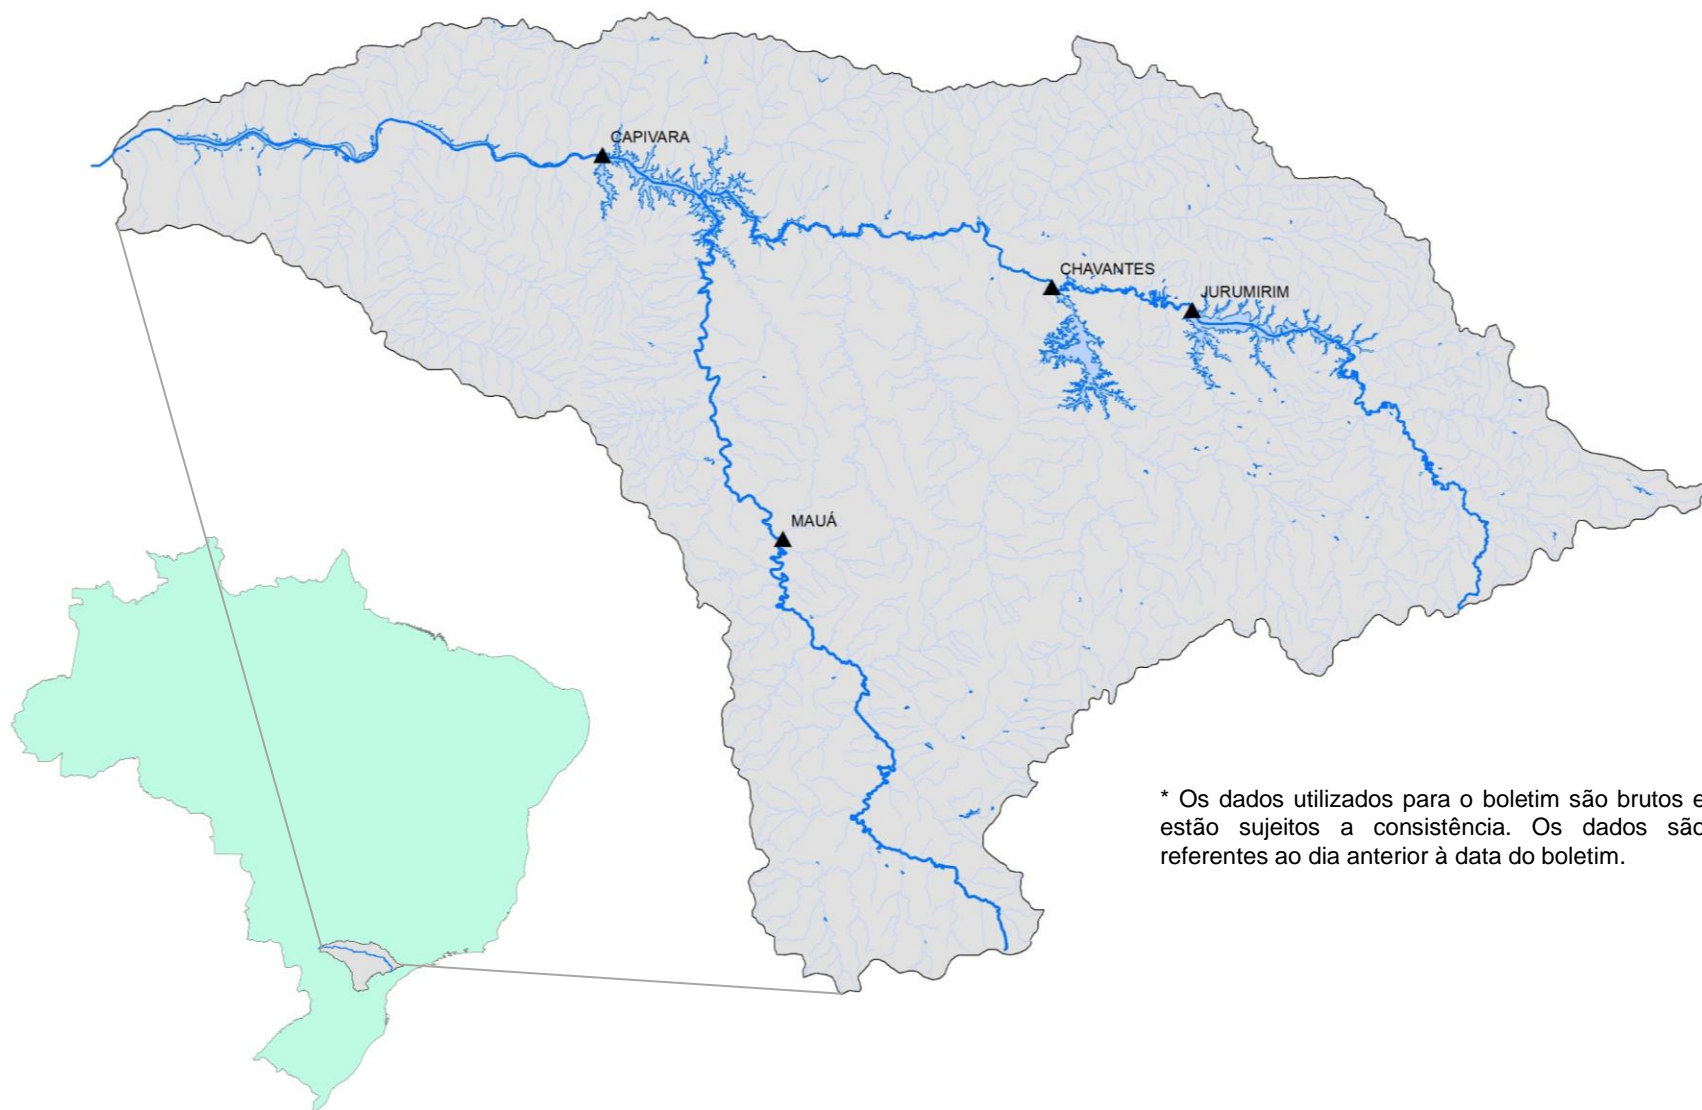 CAPIVARA
CHAVANTES
JURUMIRIM
MAUÁ
* Os dados utilizados para o boletim são brutos e
estão sujeitos a consistência. Os dados são
referentes ao dia anterior à data do boletim.